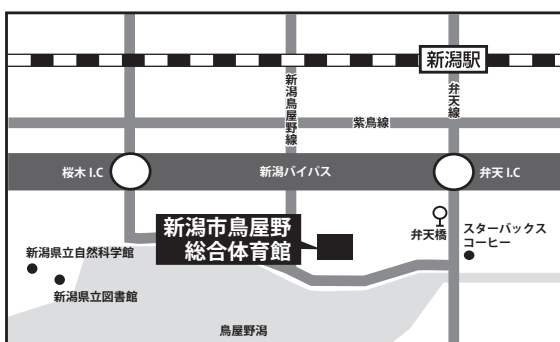 新潟駅
新潟鳥屋野線
弁天線
紫鳥線
桜木 I.C
新潟バイパス
弁天 I.C
新潟市鳥屋野
総合体育館
弁天橋
スターバックス
コーヒー
新潟県立自然科学館
新潟県立図書館
鳥屋野潟